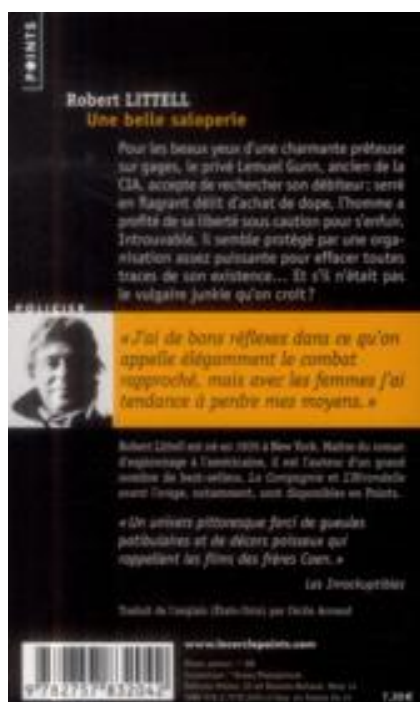 POINTS
Robert LITTELL
Une belle saloperie
Pour les beaux yeux d'une charmante prêteuse
sur gages, le privé Lemuel Gunn, ancien de la
CIA, accepte de rechercher son débiteur : serré
en flagrant délit d'achat de dope, l'homme a
profité de sa liberté sous caution pour s'enfuir.
Introuvable, il semble protégé par une orga-
nisation assez puissante pour effacer toutes
traces de son existence... Et s'il n'était pas
le vulgaire junkie qu'on croit ?
POLICIER
« J'ai de bons réflexes dans ce qu'on
appelle élégamment le combat
rapproché, mais avec les femmes j'ai
tendance à perdre mes moyens. »
Robert Littell est né en 1935 à New York. Maître du roman
d'espionnage à l'américaine, il est l'auteur d'un grand
nombre de best-sellers. La Compagnie et L'Hirondelle
avant l'orage, notamment, sont disponibles en Points.
« Un univers pittoresque farci de gueules
patibulaires et de décors poisseux qui
rappellent les films des frères Coen. »
Les Inrockuptibles
Traduit de l'anglais (États-Unis) par Cécile Arnaud
www.lecerclepoints.com
9 782757 832042
7,30€